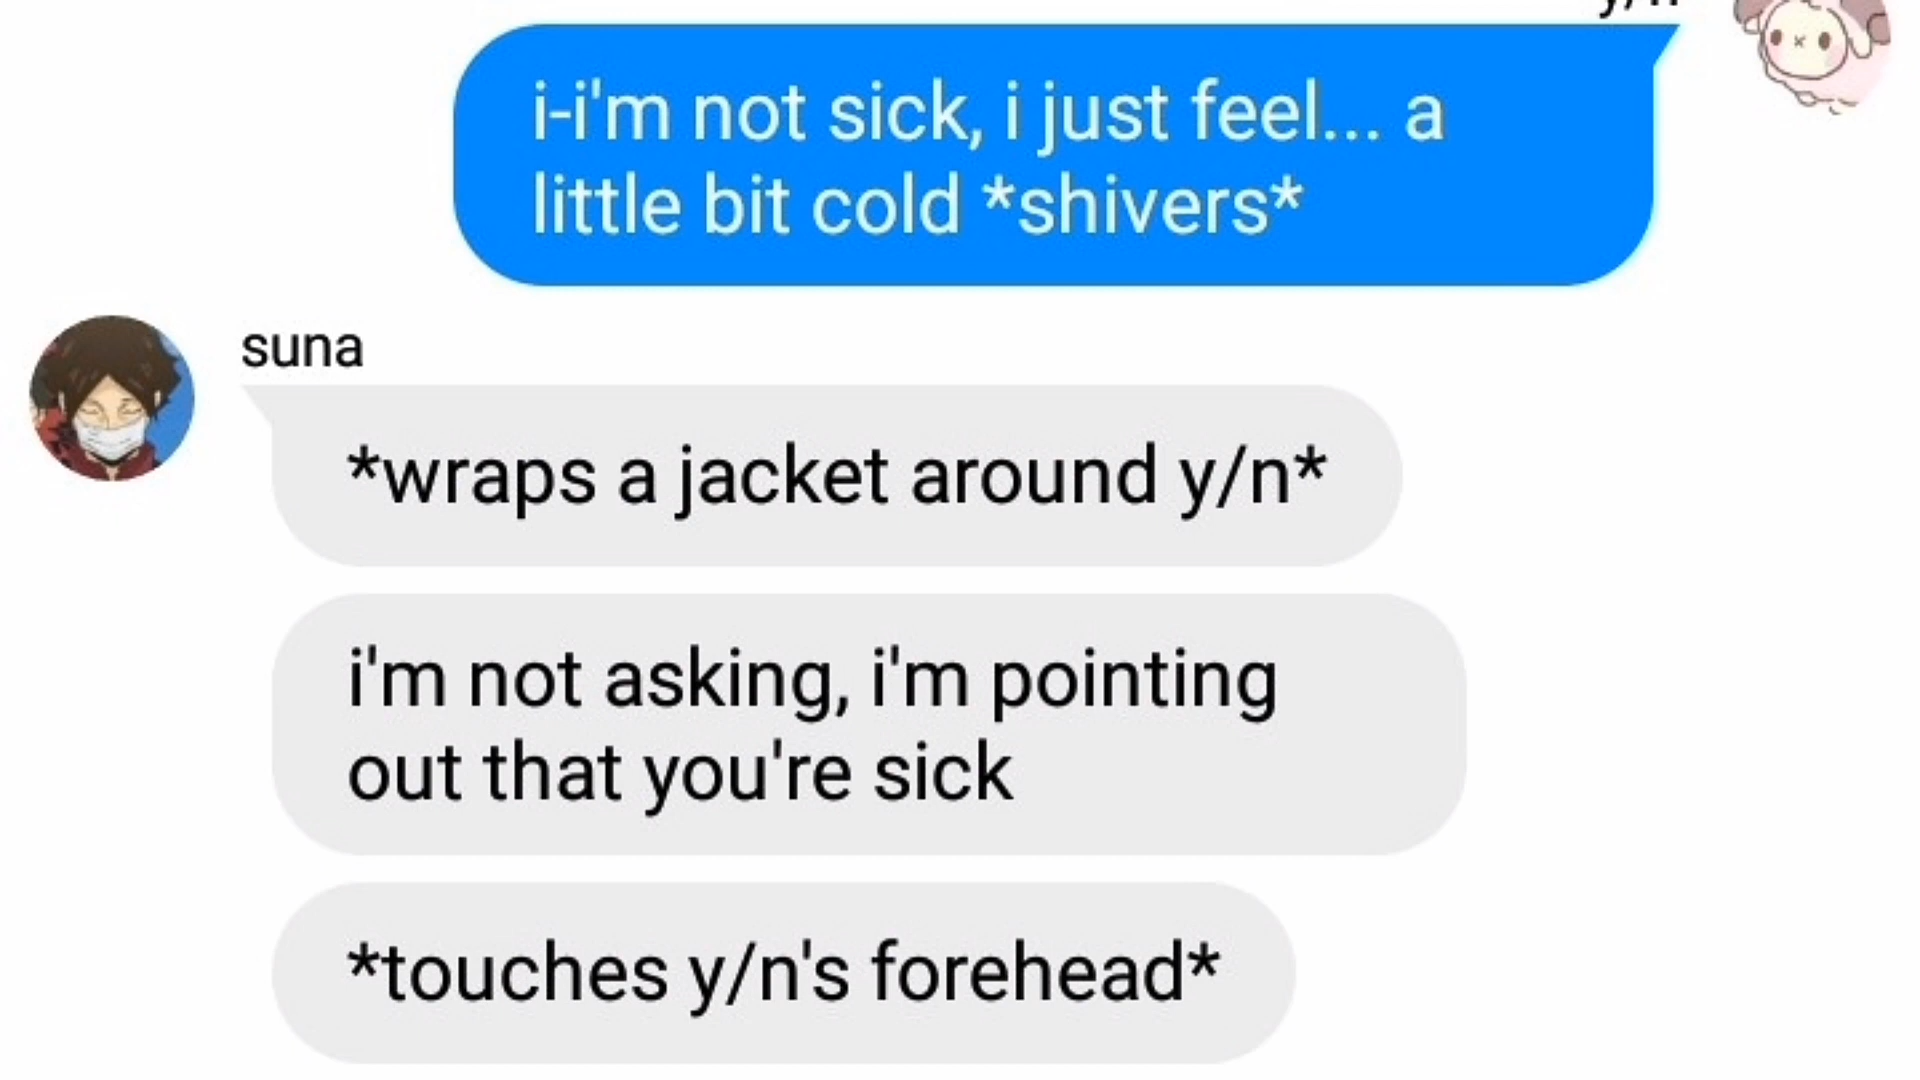 y/n
i-i'm not sick, i just feel... a
little bit cold *shivers*
suna
*wraps a jacket around y/n*
i'm not asking, i'm pointing
out that you're sick
*touches y/n's forehead*